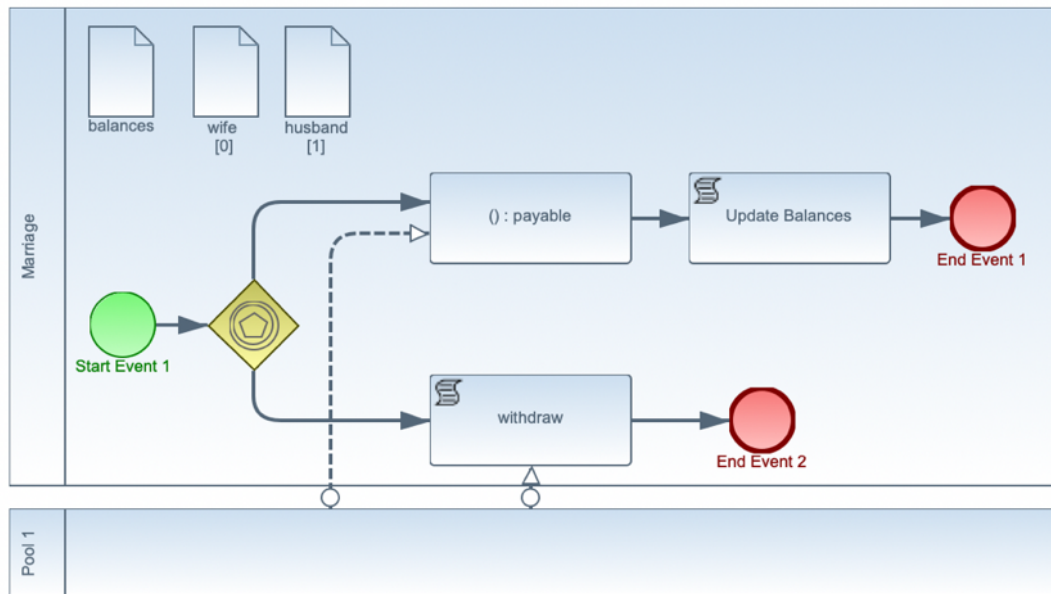 balances
wife
[0]
husband
[1]
Marriage
() : payable
Update Balances
End Event 1
Start Event 1
withdraw
End Event 2
Pool 1